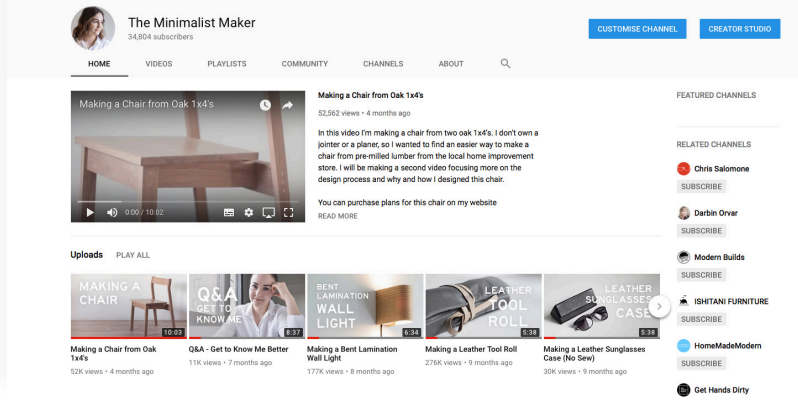 The Minimalist Maker
34,804 subscribers
CUSTOMISE CHANNEL
CREATOR STUDIO
HOME
VIDEOS
PLAYLISTS
COMMUNITY
CHANNELS
ABOUT
Making a Chair from Oak 1x4's
0:00 / 10:02
Making a Chair from Oak 1x4's
52,562 views • 4 months ago
In this video I'm making a chair from two oak 1x4's. I don't own a
jointer or a planer, so I wanted to find an easier way to make a
chair from pre-milled lumber from the local home improvement
store. I will be making a second video focusing more on the
design process and why and how I designed this chair.
You can purchase plans for this chair on my website
READ MORE
FEATURED CHANNELS
RELATED CHANNELS
Chris Salomone
SUBSCRIBE
Darbin Orvar
SUBSCRIBE
Modern Builds
SUBSCRIBE
ISHITANI FURNITURE
SUBSCRIBE
HomeMadeModern
SUBSCRIBE
Get Hands Dirty
Uploads PLAY ALL
MAKING A
CHAIR
10:03
Making a Chair from Oak
1x4's
52K views • 4 months ago
Q&A
GET TO
KNOW ME
8:37
Q&A - Get to Know Me Better
11K views • 7 months ago
BENT
LAMINATION
WALL
LIGHT
6:34
Making a Bent Lamination
Wall Light
177K views • 8 months ago
LEATHER
TOOL
ROLL
5:38
Making a Leather Tool Roll
276K views • 9 months ago
LEATHER
SUNGLASSES
CASE
5:38
Making a Leather Sunglasses
Case (No Sew)
30K views • 9 months ago